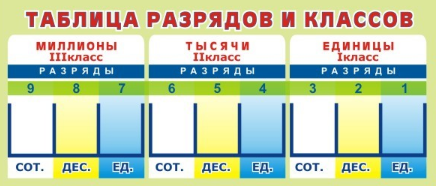 ТАБЛИЦА РАЗРЯДОВ И КЛАССОВ
МИЛЛИОНЫ ТЫСЯЧИ ЕДИНИЦЫ
IIIкласс IIкласс Iкласс
РАЗРЯДЫ РАЗРЯДЫ РАЗРЯДЫ
9 8 7 6 5 4 3 2 1
СОТ. ДЕС. ЕД. СОТ. ДЕС. ЕД. СОТ. ДЕС. ЕД.